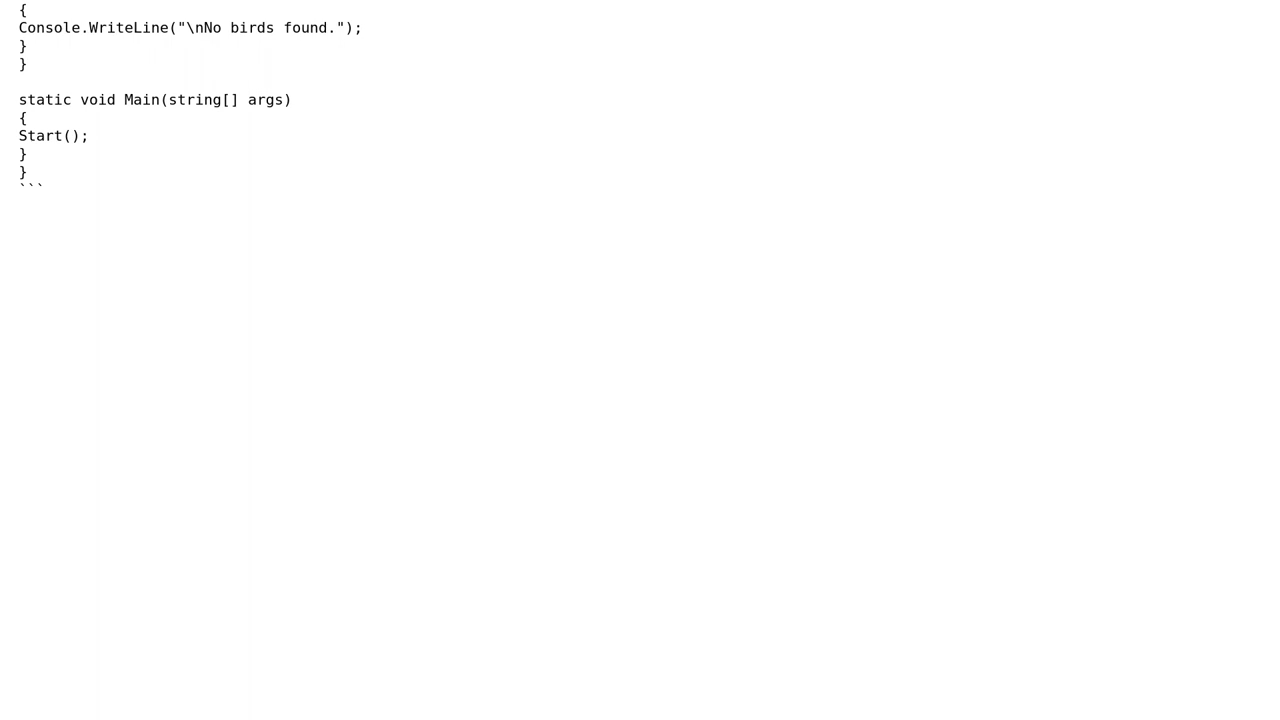 {
Console.WriteLine("\nNo birds found.");
}
}
static void Main(string[] args)
{
Start();
}
}
```